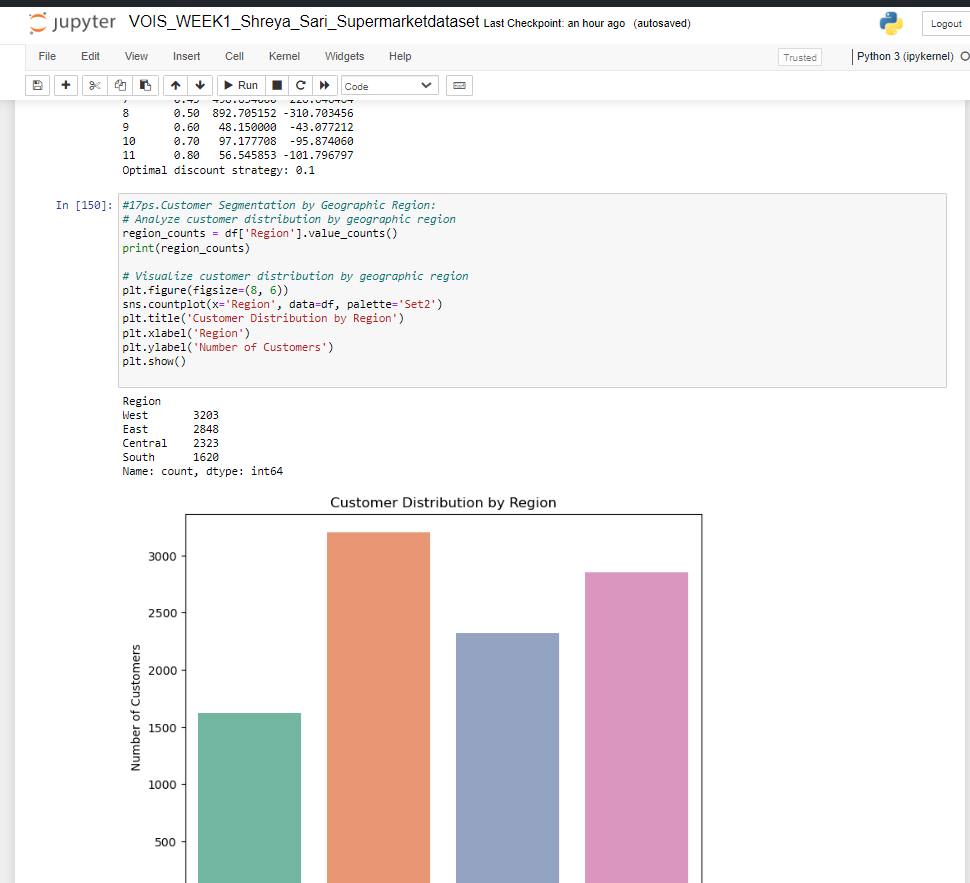 jupyter VOIS_WEEK1_Shreya_Sari_Supermarketdataset Last Checkpoint: an hour ago (autosaved)
Logout
File Edit View Insert Cell Kernel Widgets Help
Trusted Python 3 (ipykernel)
Run Code
8 0.50 892.705152 -310.703456
9 0.60 48.150000 -43.077212
10 0.70 97.177708 -95.874060
11 0.80 56.545853 -101.796797
Optimal discount strategy: 0.1
In [150]: #17ps.Customer Segmentation by Geographic Region:
# Analyze customer distribution by geographic region
region_counts = df['Region'].value_counts()
print(region_counts)
# Visualize customer distribution by geographic region
plt.figure(figsize=(8, 6))
sns.countplot(x='Region', data=df, palette='Set2')
plt.title('Customer Distribution by Region')
plt.xlabel('Region')
plt.ylabel('Number of Customers')
plt.show()
Region
West 3203
East 2848
Central 2323
South 1620
Name: count, dtype: int64
Customer Distribution by Region
3000
2500
2000
1500
1000
500
Number of Customers